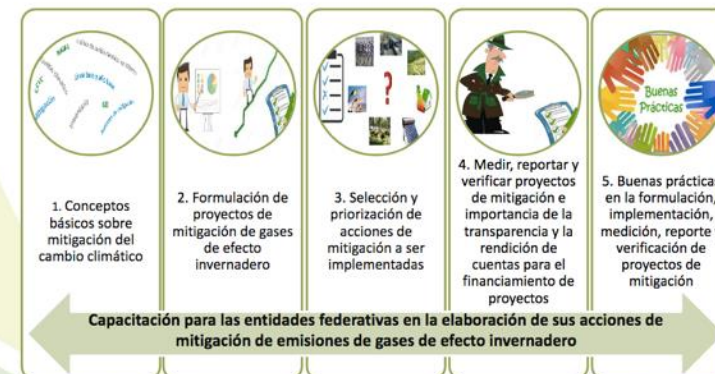 Buenas
Prácticas
1. Conceptos
básicos sobre
mitigación del
cambio climático
2. Formulación de
proyectos de
mitigación de gases
de efecto
invernadero
3. Selección y
priorización de
acciones de
mitigación a ser
implementadas
4. Medir, reportar y
verificar proyectos
de mitigación e
importancia de la
transparencia y la
rendición de
cuentas para el
financiamiento de
proyectos
5. Buenas prácticas
en la formulación,
implementación,
medición, reporte
verificación de
proyectos de
mitigación
Capacitación para las entidades federativas en la elaboración de sus acciones de
mitigación de emisiones de gases de efecto invernadero